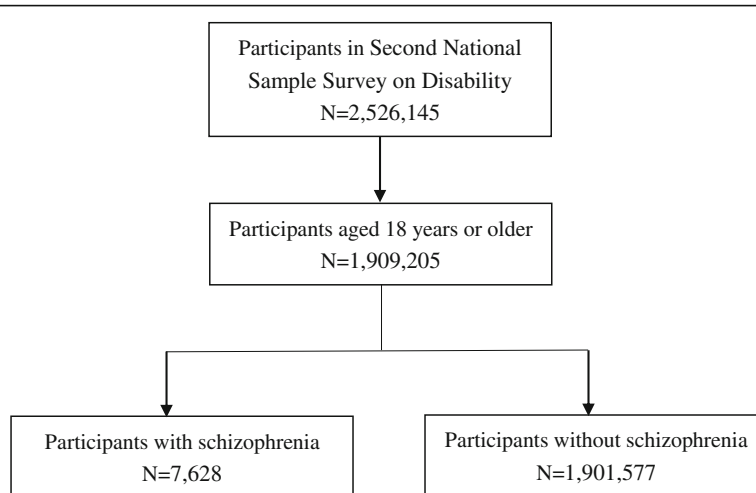 Participants in Second National
Sample Survey on Disability
N=2,526,145
Participants aged 18 years or older
N=1,909,205
Participants with schizophrenia
N=7,628
Participants without schizophrenia
N=1,901,577